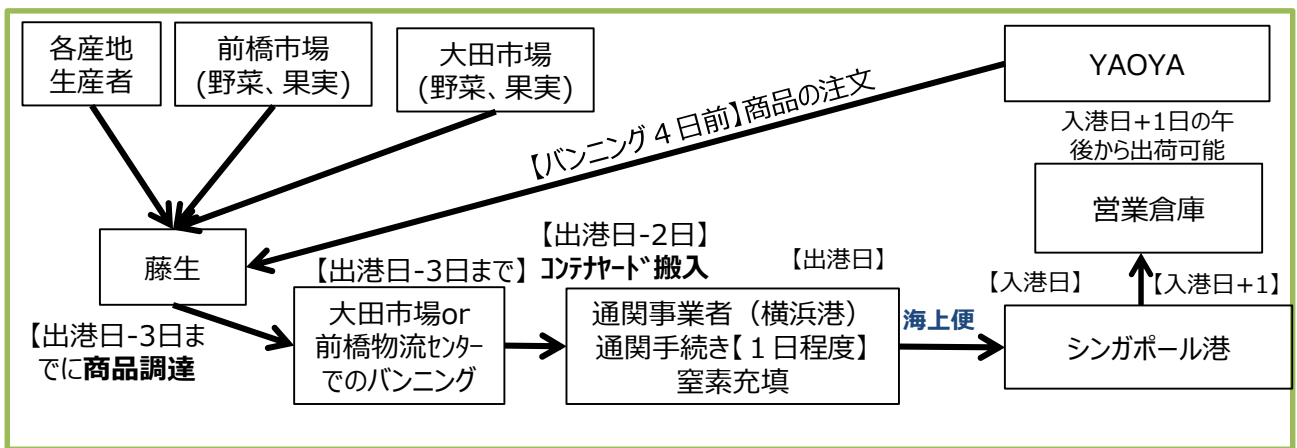 各産地
生産者
前橋市場
(野菜、果実)
大田市場
(野菜、果実)
YAOYA
【バンニング４日前】商品の注文
入港日+1日の午
後から出荷可能
営業倉庫
藤生
【出港日-3日ま
でに商品調達
【出港日-3日まで】
大田市場or
前橋物流ｾﾝﾀｰ
でのバンニング
【出港日-2日】
ｺﾝﾃﾅﾔｰﾄﾞ搬入
【出港日】
通関事業者（横浜港）
通関手続き【１日程度】
窒素充填
海上便
【入港日】
【入港日+1】
シンガポール港